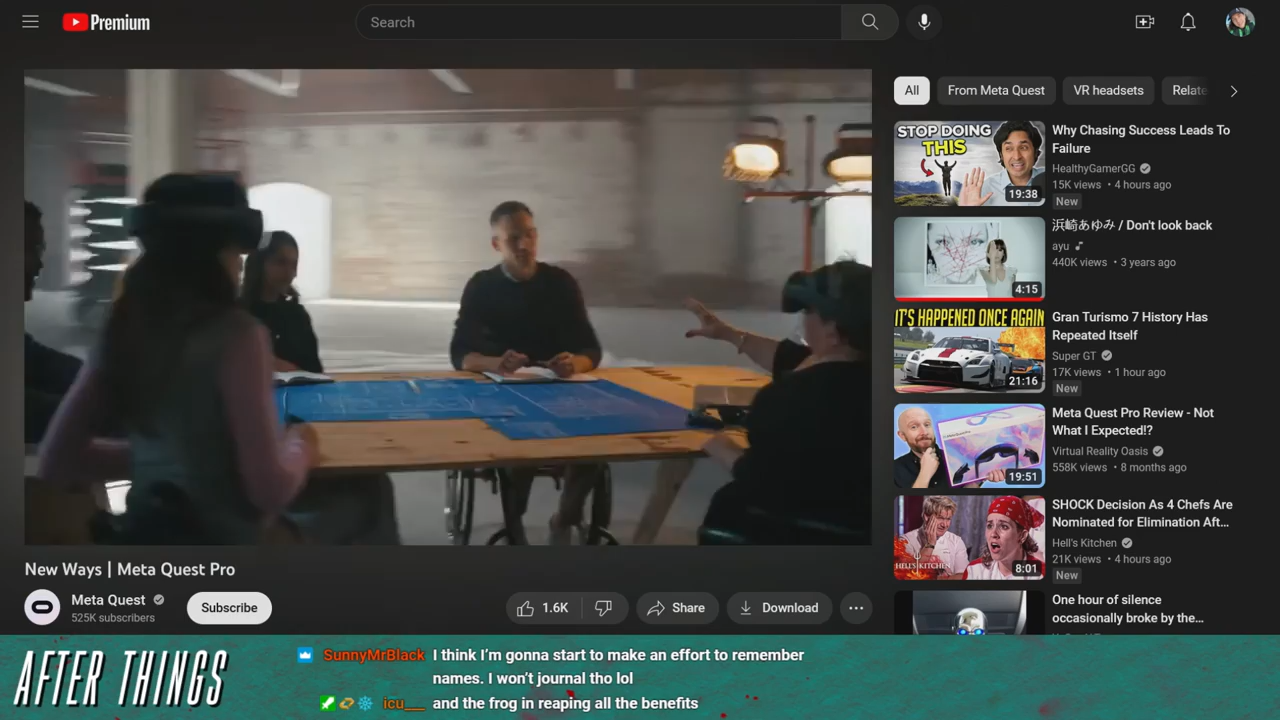 Premium
Search
All
From Meta Quest
VR headsets
Relate
STOP DOING
THIS
19:38
Why Chasing Success Leads To
Failure
HealthyGamerGG
15K views • 4 hours ago
New
4:15
浜崎あゆみ / Don't look back
ayu
440K views • 3 years ago
IT'S HAPPENED ONCE AGAIN
21:16
Gran Turismo 7 History Has
Repeated Itself
Super GT
17K views • 1 hour ago
New
19:51
Meta Quest Pro Review - Not
What I Expected!?
Virtual Reality Oasis
558K views • 8 months ago
HELL'S KITCHEN
8:01
SHOCK Decision As 4 Chefs Are
Nominated for Elimination Aft...
Hell's Kitchen
21K views • 4 hours ago
New
One hour of silence
occasionally broke by the...
New Ways | Meta Quest Pro
Meta Quest
525K subscribers
Subscribe
1.6K
Share
Download
AFTER THINGS
SunnyMrBlack I think I’m gonna start to make an effort to remember
names. I won’t journal tho lol
icu___ and the frog in reaping all the benefits